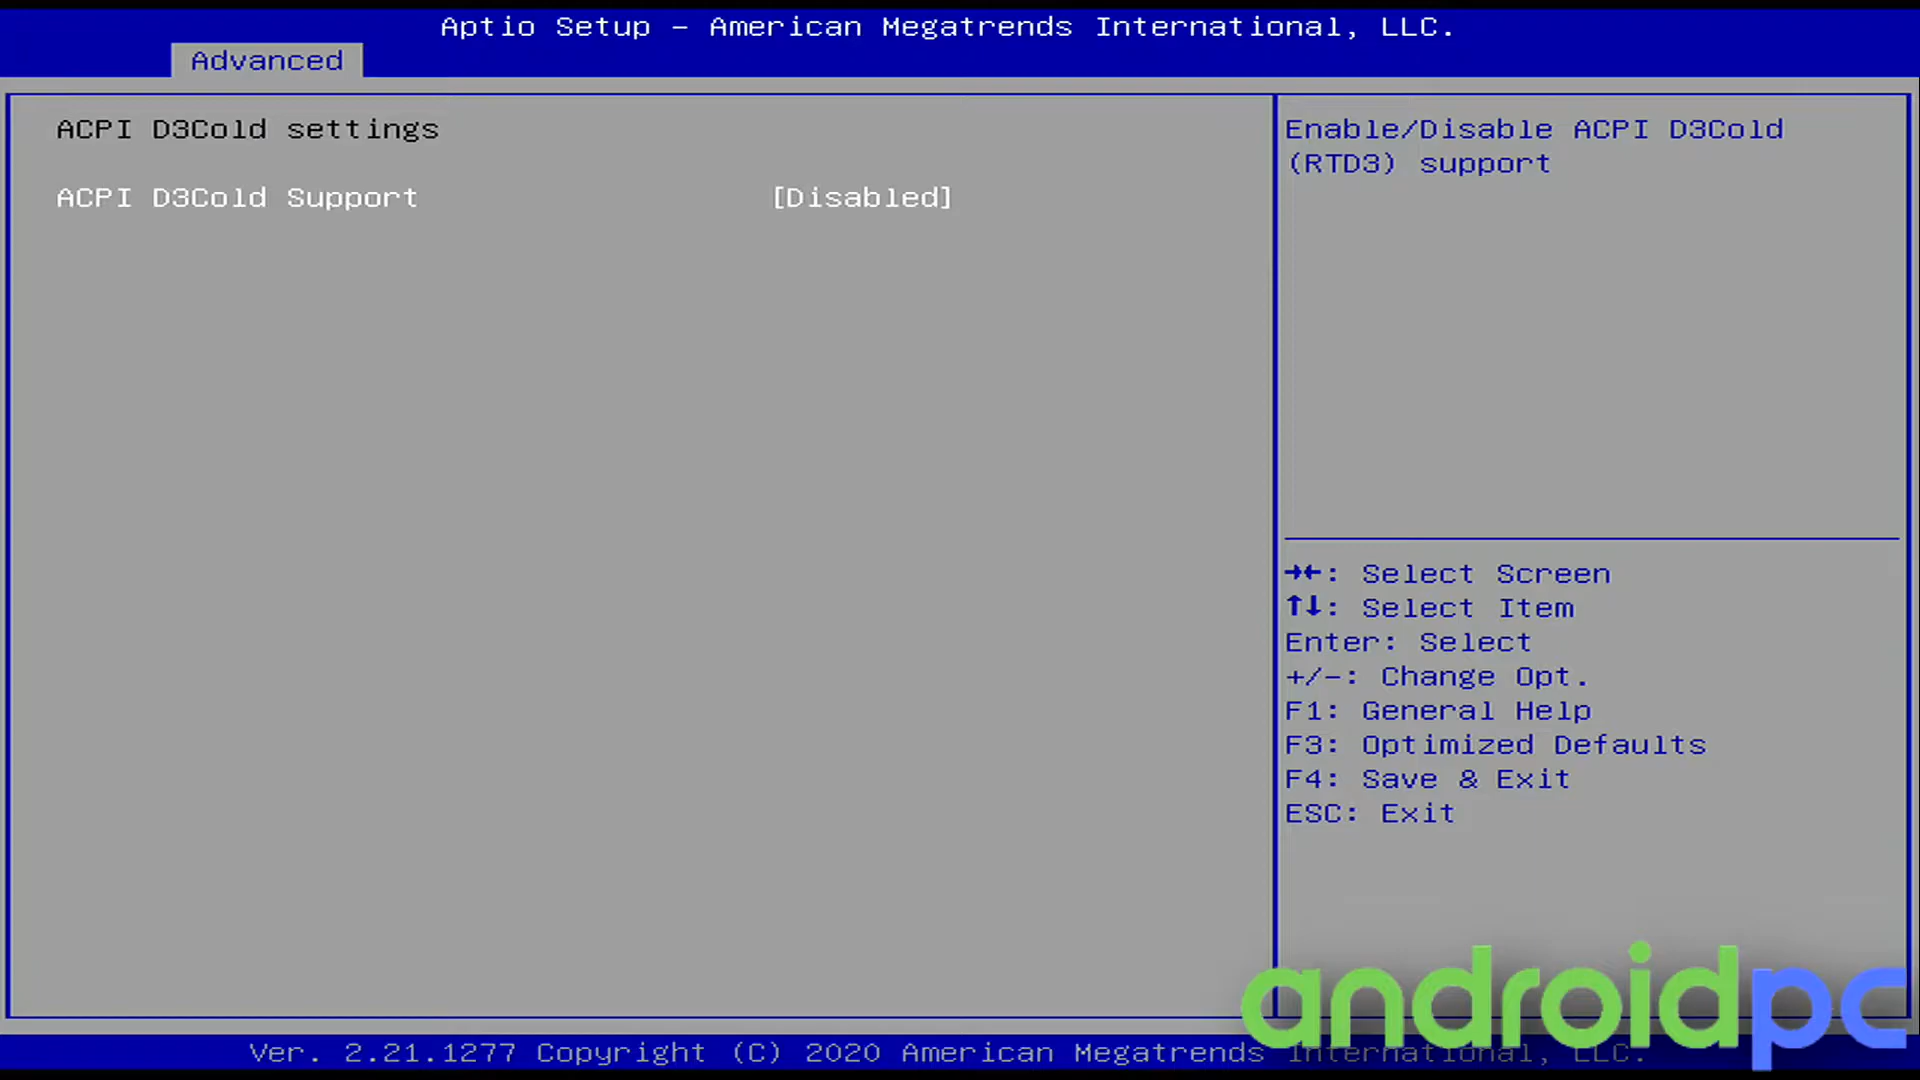 Aptio Setup – American Megatrends International, LLC.
Advanced
ACPI D3Cold settings
ACPI D3Cold Support [Disabled]
Enable/Disable ACPI D3Cold
(RTD3) support
→←: Select Screen
↑↓: Select Item
Enter: Select
+/-: Change Opt.
F1: General Help
F3: Optimized Defaults
F4: Save & Exit
ESC: Exit
androidpc
Ver. 2.21.1277 Copyright (C) 2020 American Megatrends International, LLC.